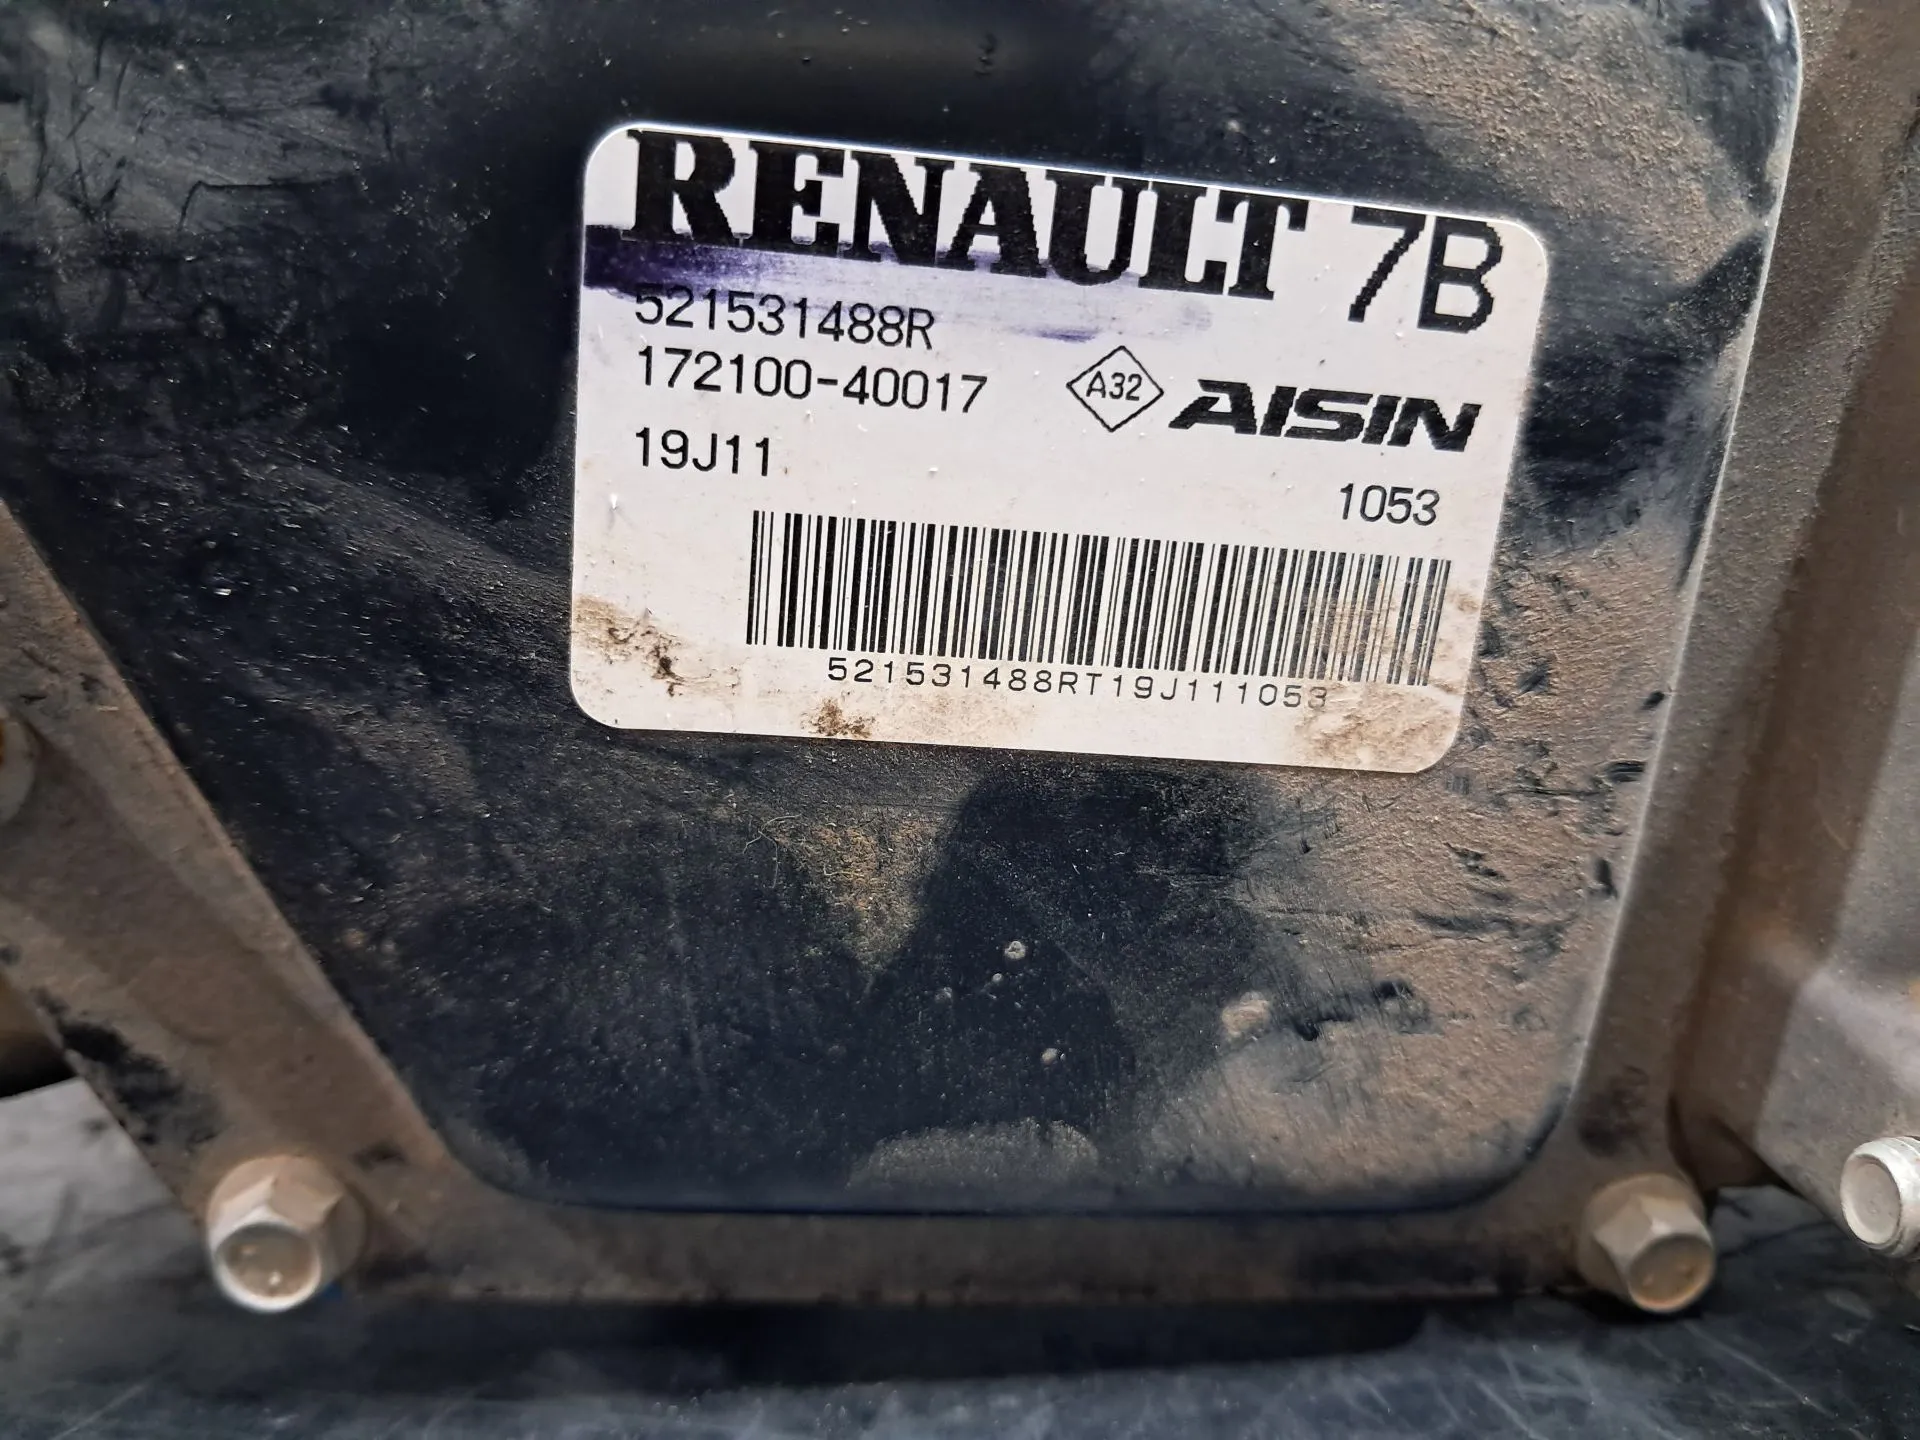 RENAULT 7B
521531488R
172100-40017
A32 AISIN
19J11
1053
521531488RT19J111053